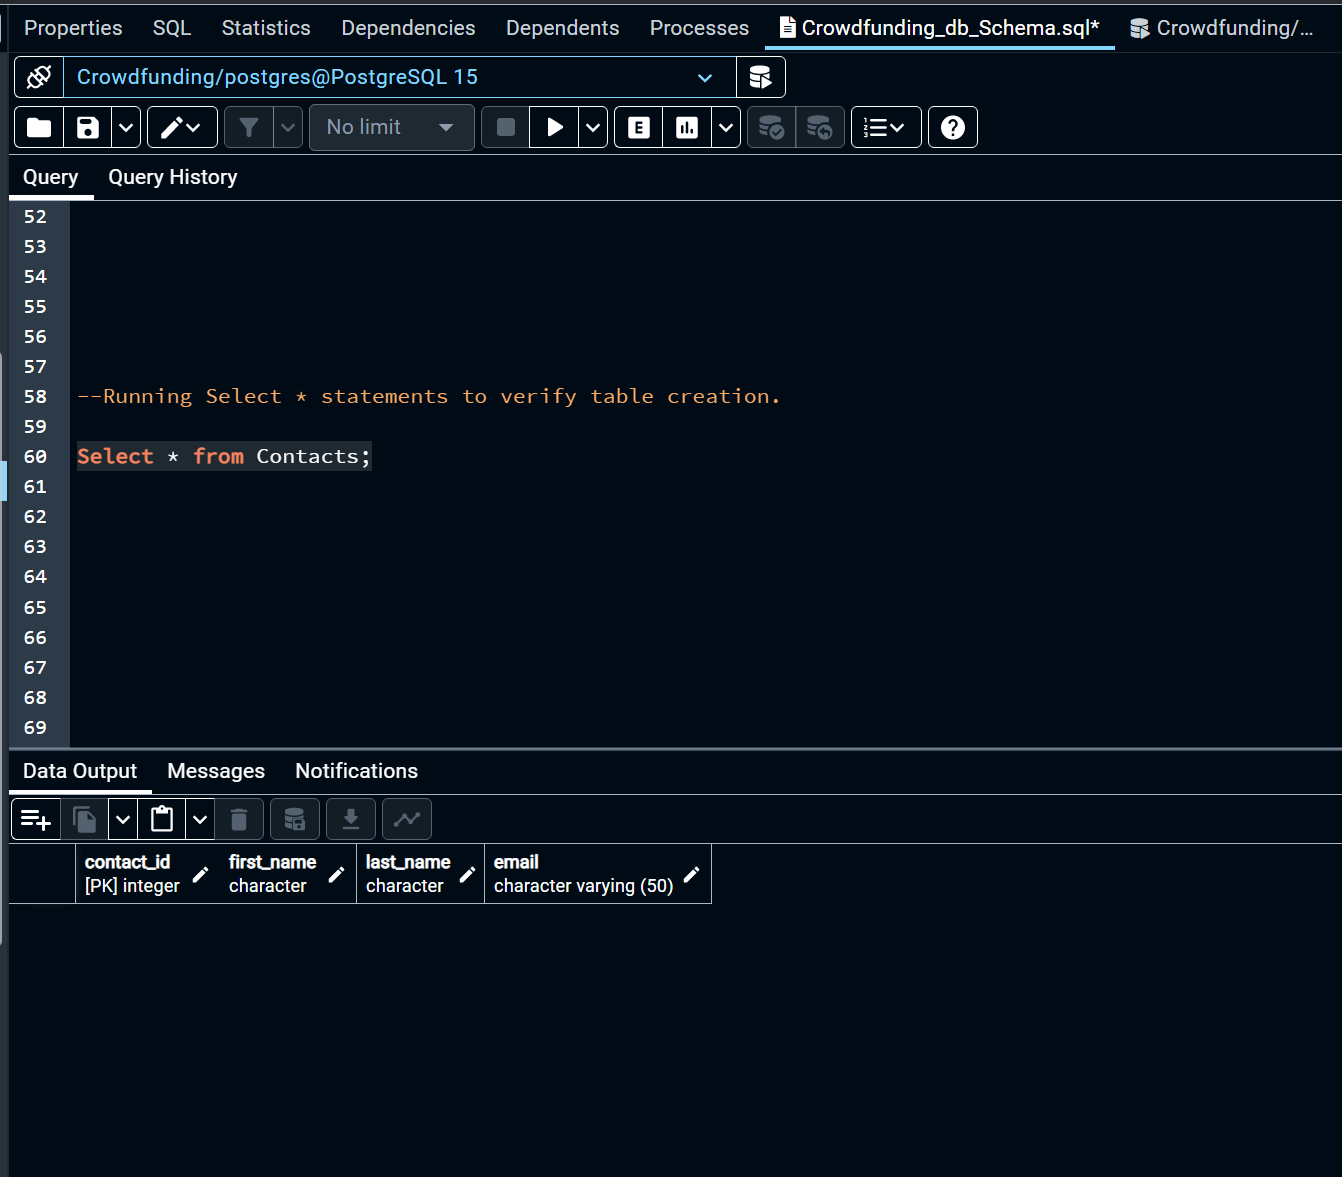 Properties SQL Statistics Dependencies Dependents Processes Crowdfunding_db_Schema.sql* Crowdfunding/...
Crowdfunding/postgres@PostgreSQL 15
No limit E ?
Query Query History
52
53
54
55
56
57
58 --Running Select * statements to verify table creation.
59
60 Select * from Contacts;
61
62
63
64
65
66
67
68
69
Data Output Messages Notifications
contact_id first_name last_name email
[PK] integer character character character varying (50)